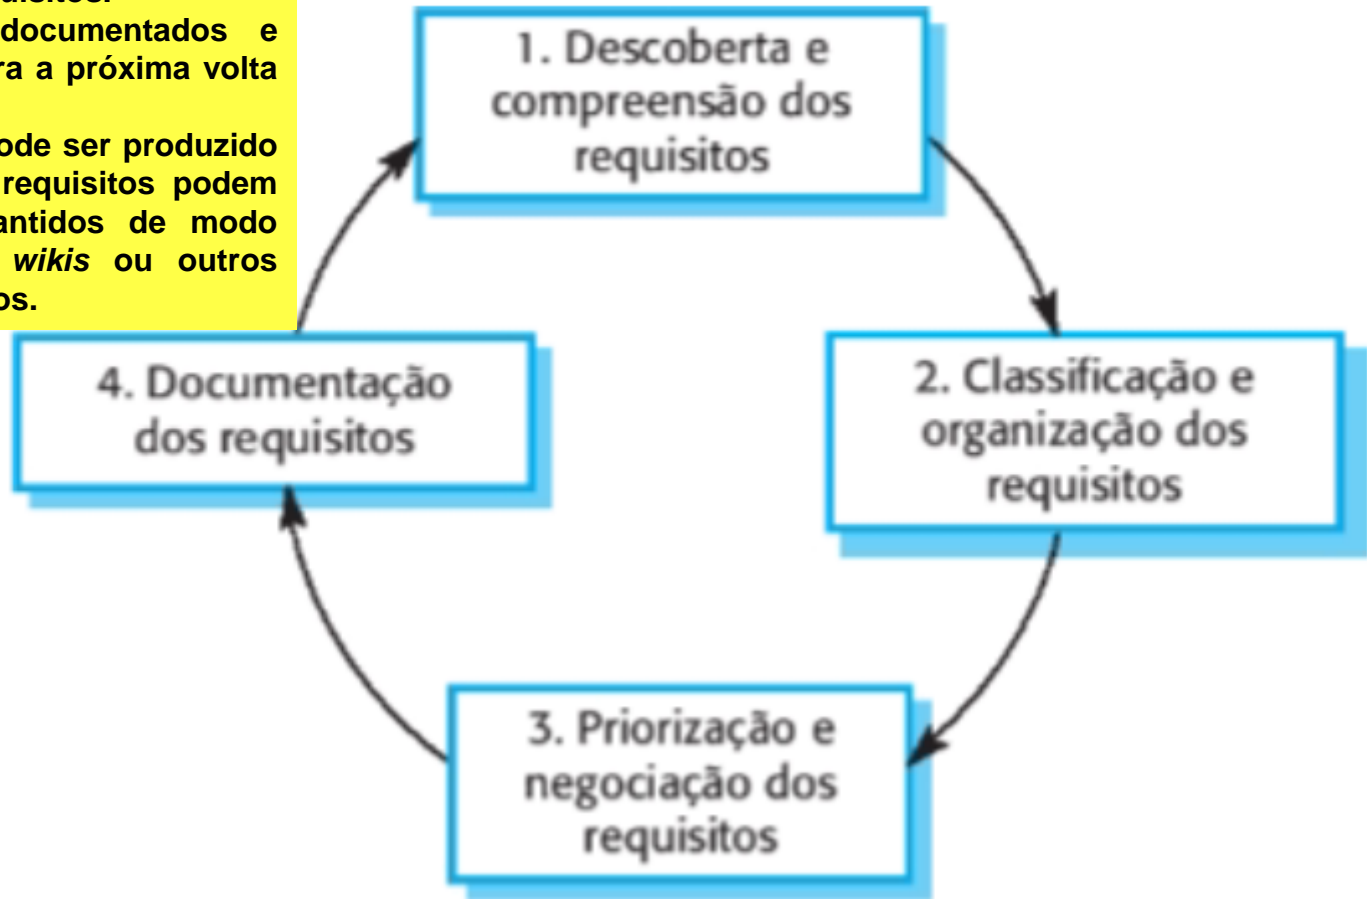 documentados e
ra a próxima volta
ode ser produzido
requisitos podem
antidos de modo
wikis ou outros
os.
1. Descoberta e
compreensão dos
requisitos
2. Classificação e
organização dos
requisitos
3. Priorização e
negociação dos
requisitos
4. Documentação
dos requisitos